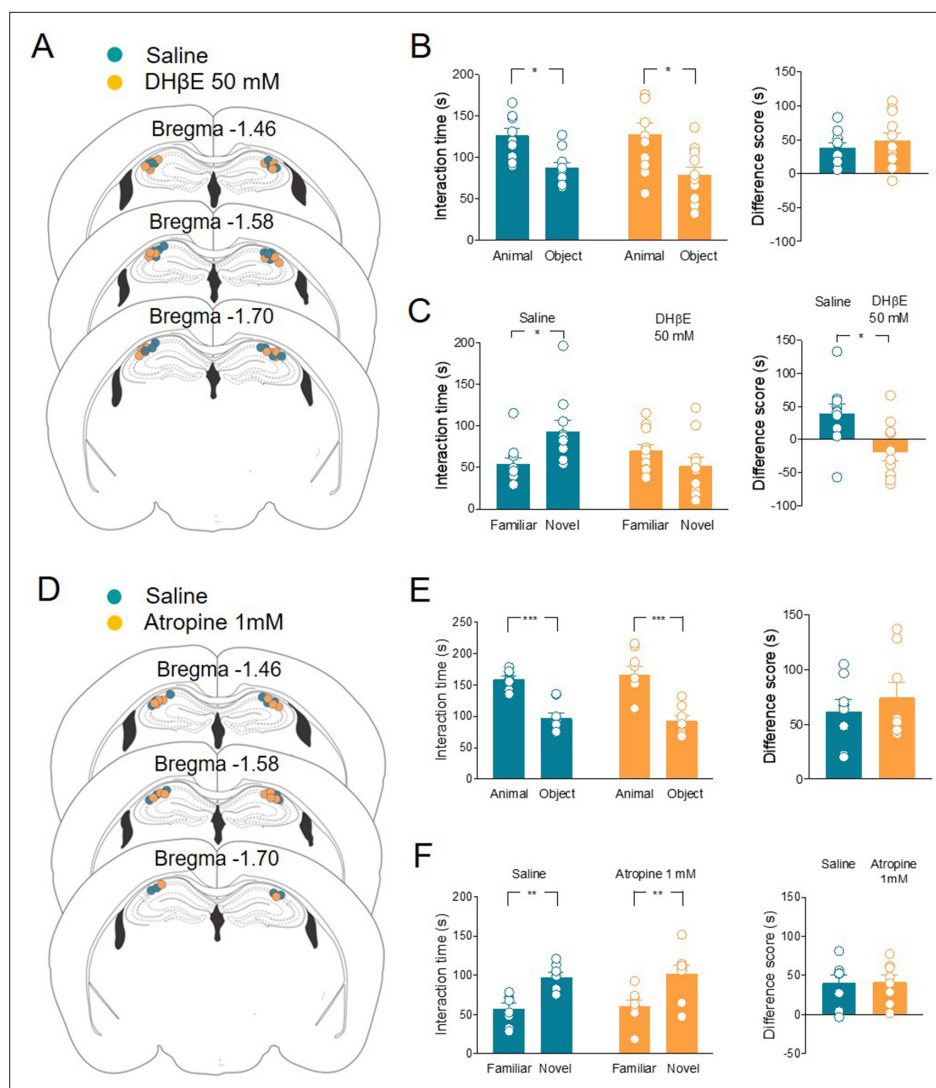 A
Saline
DHβE 50 mM
Bregma -1.46
Bregma -1.58
Bregma -1.70
B
Interaction time (s)
200
150
100
50
0
*
*
Animal Object Animal Object
Difference score (s)
150
100
50
0
-50
-100
C
Saline
DHβE
50 mM
Interaction time (s)
200
150
100
50
0
*
Familiar Novel Familiar Novel
Saline DHβE
50 mM
Difference score (s)
150
100
50
0
-50
-100
*
D
Saline
Atropine 1mM
Bregma -1.46
Bregma -1.58
Bregma -1.70
E
Interaction time (s)
250
200
150
100
50
0
***
***
Animal Object Animal Object
Difference score (s)
150
100
50
0
F
Saline Atropine 1 mM
Interaction time (s)
200
150
100
50
0
**
**
Familiar Novel Familiar Novel
Saline Atropine
1mM
Difference score (s)
150
100
50
0
-50